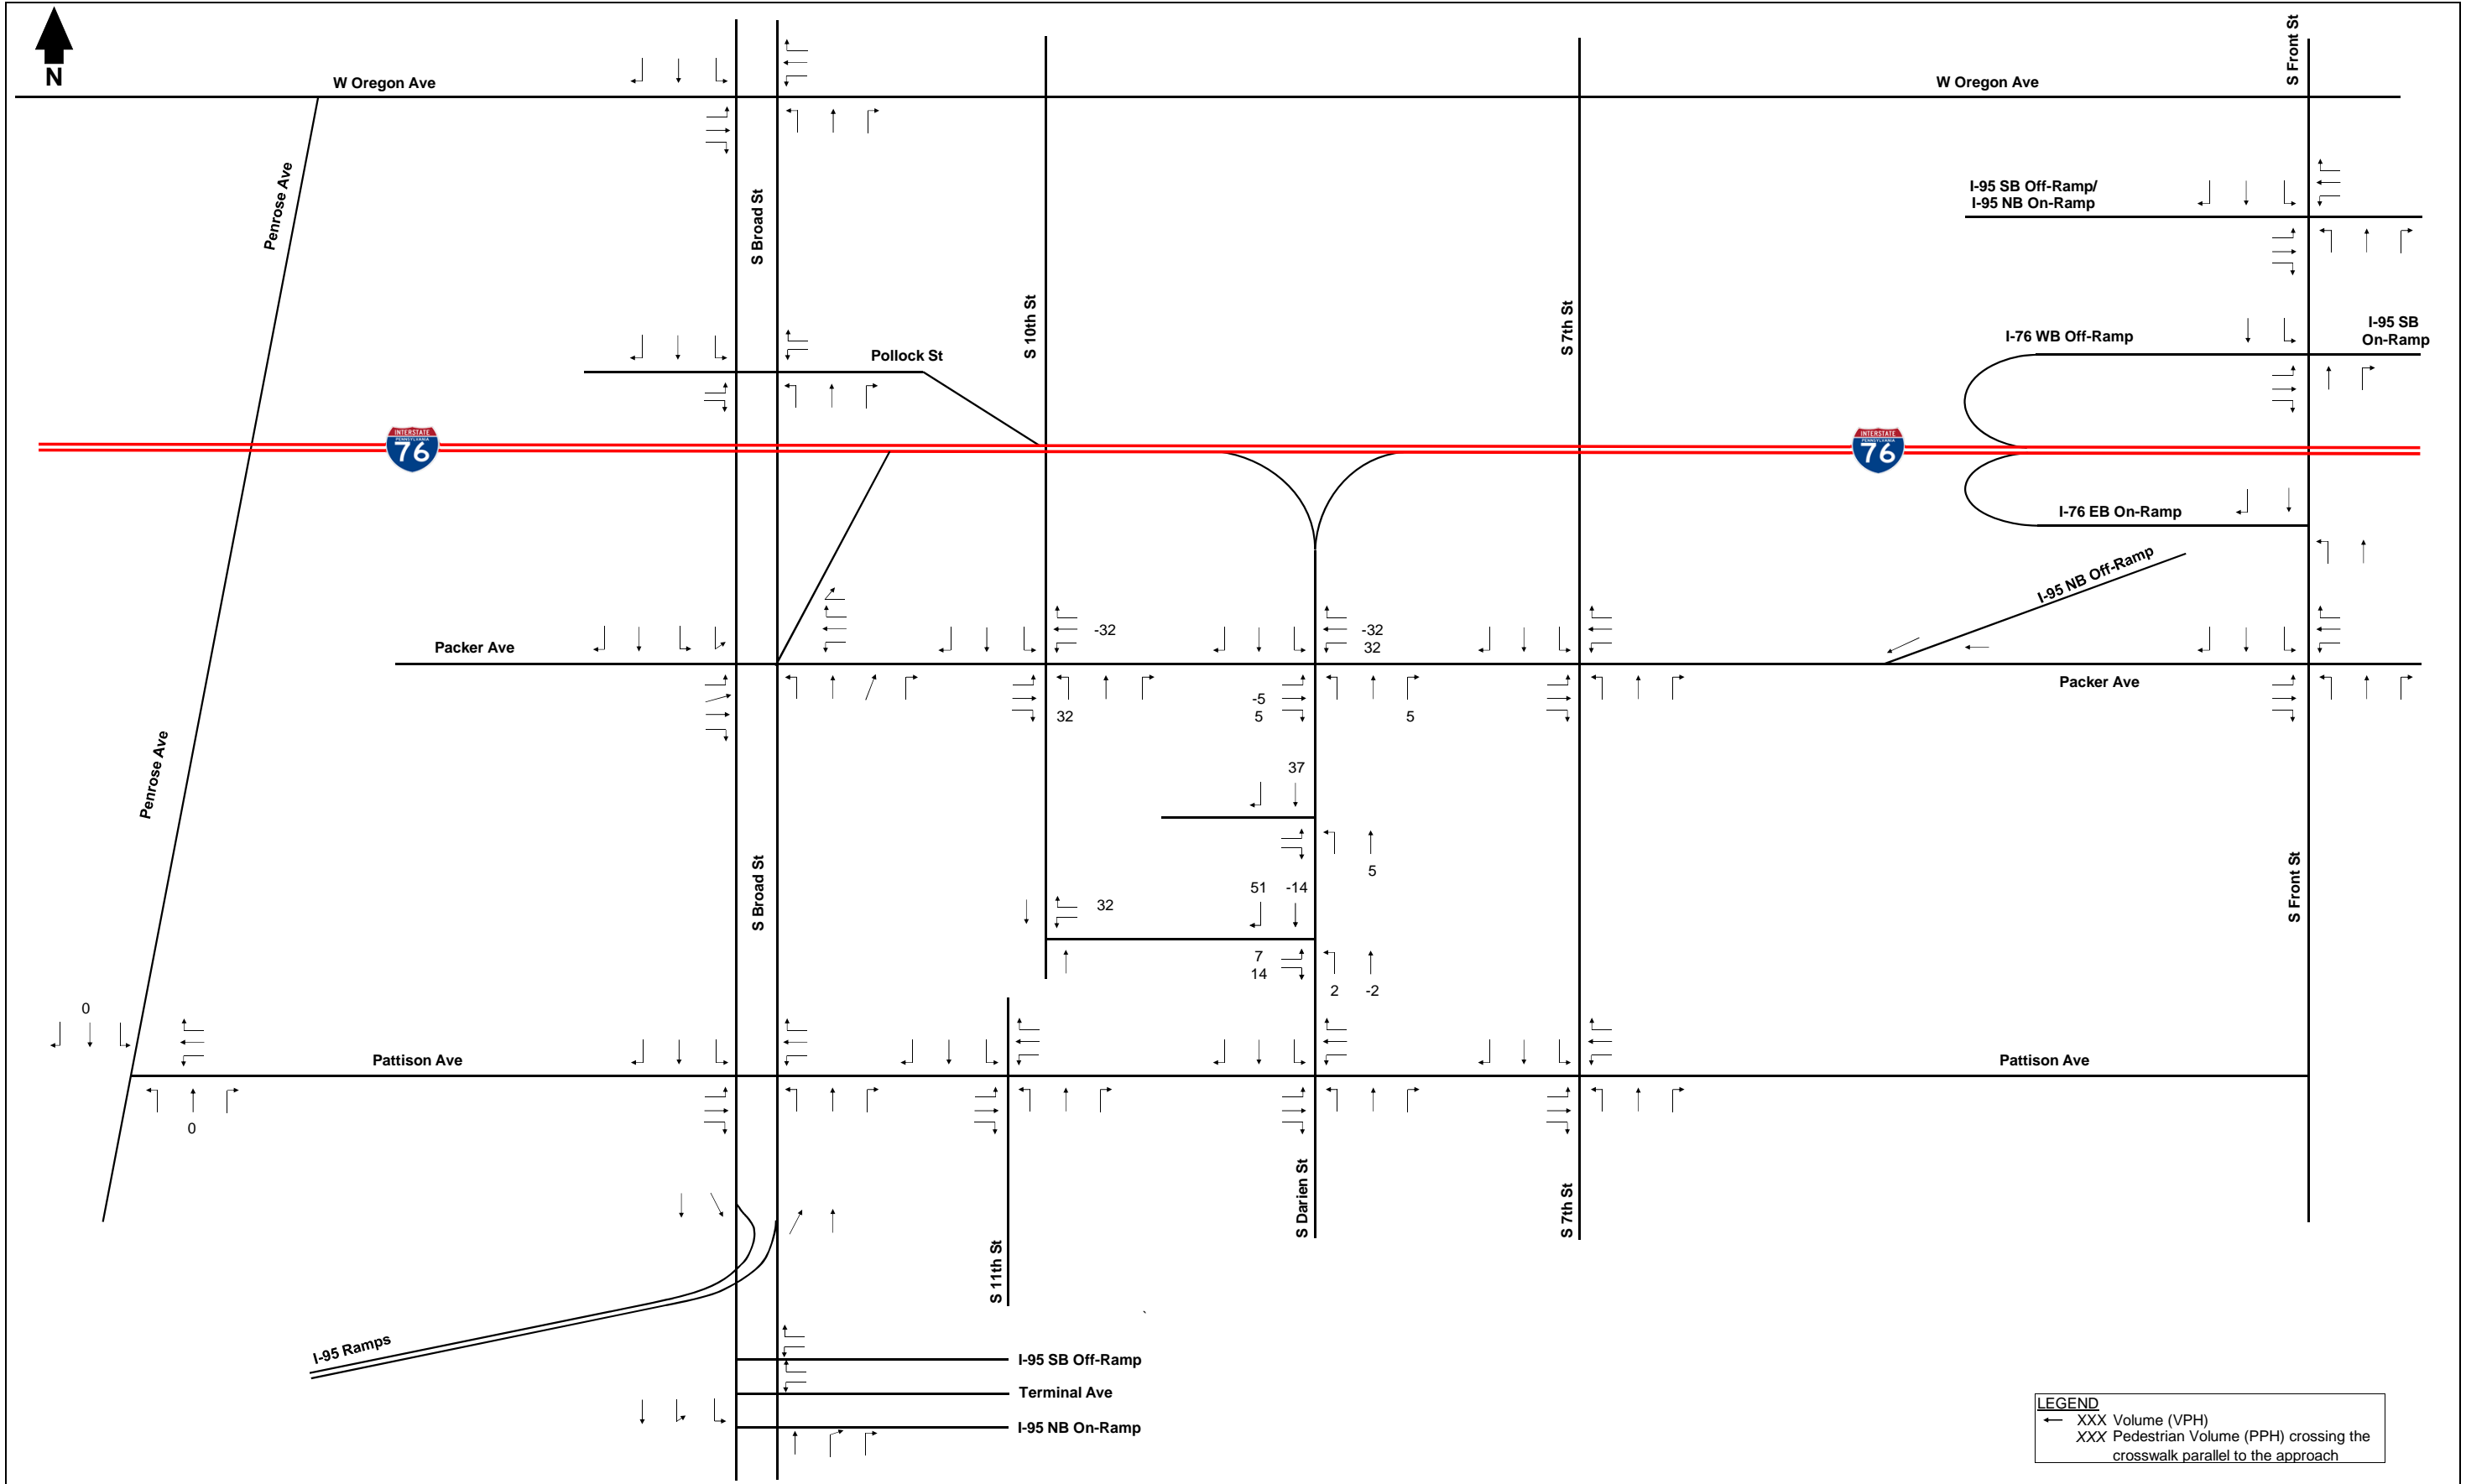 N
W Oregon Ave
W Oregon Ave
S Front St
Penrose Ave
S Broad St
I-95 SB Off-Ramp/
I-95 NB On-Ramp
S 10th St
S 7th St
Pollock St
I-76 WB Off-Ramp
I-95 SB
On-Ramp
INTERSTATE
PENNSYLVANIA
76
INTERSTATE
PENNSYLVANIA
76
I-76 EB On-Ramp
I-95 NB Off-Ramp
Packer Ave
-32
-32
32
Packer Ave
32
-5
5
5
Penrose Ave
37
5
S Broad St
51 -14
32
S Front St
7
14
2 -2
0
Pattison Ave
Pattison Ave
0
S Darien St
S 7th St
S 11th St
I-95 Ramps
`
I-95 SB Off-Ramp
Terminal Ave
I-95 NB On-Ramp
LEGEND
XXX Volume (VPH)
XXX Pedestrian Volume (PPH) crossing the
crosswalk parallel to the approach